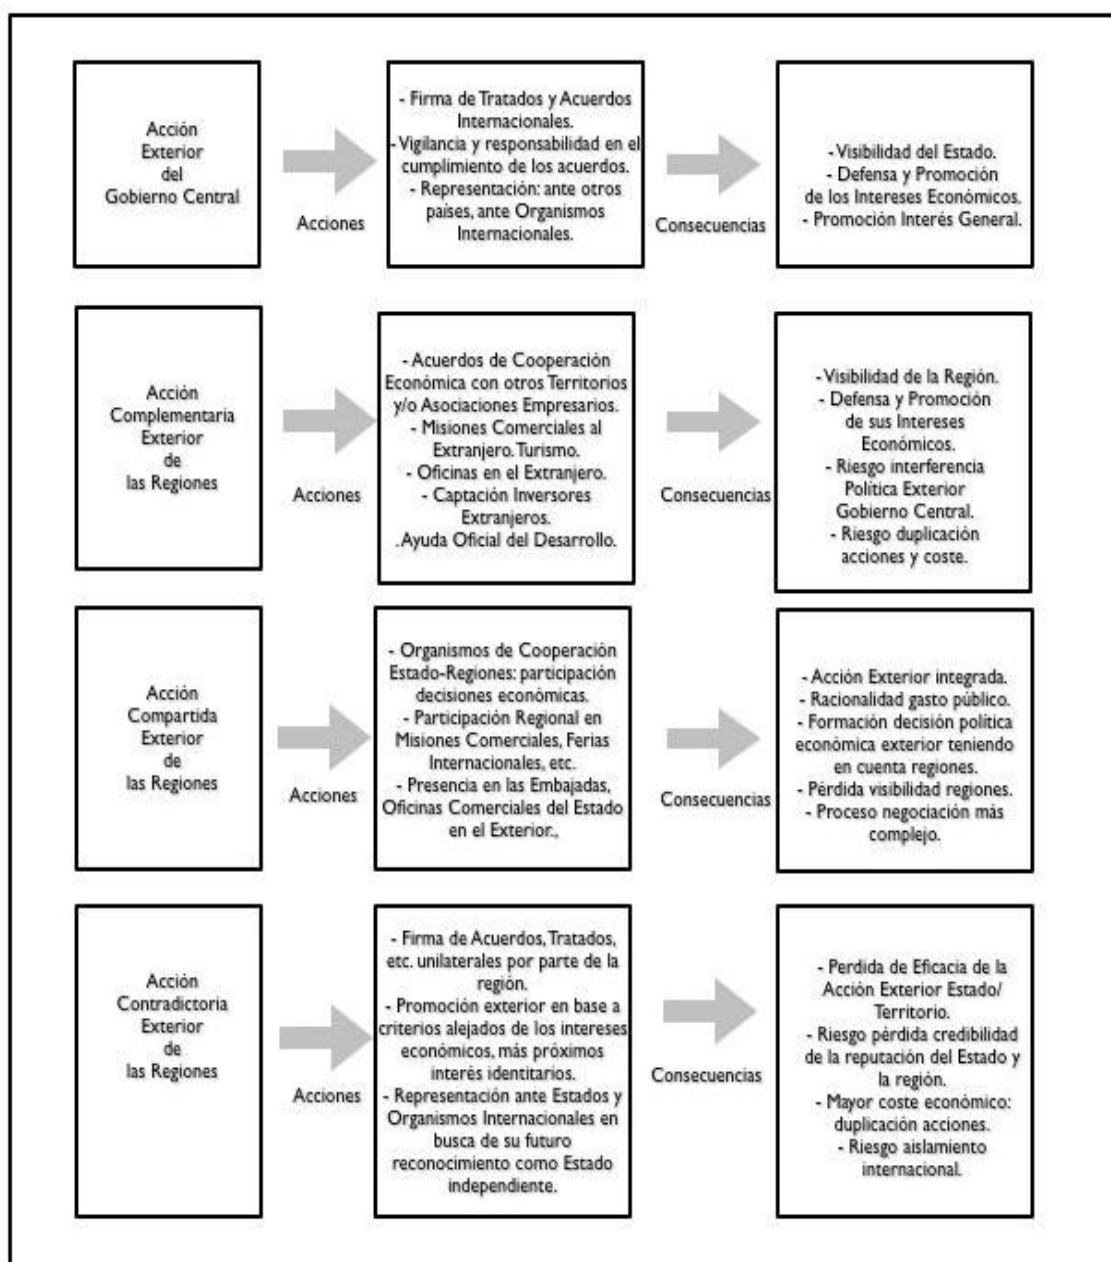 Acción
Exterior
del
Gobierno Central
Acciones
- Firma de Tratados y Acuerdos
Internacionales.
- Vigilancia y responsabilidad en el
cumplimiento de los acuerdos.
- Representación: ante otros
países, ante Organismos
Internacionales.
Consecuencias
- Visibilidad del Estado.
- Defensa y Promoción
de los Intereses Económicos.
- Promoción Interés General.
Acción
Complementaria
Exterior
de
las Regiones
Acciones
- Acuerdos de Cooperación
Económica con otros Territorios
y/o Asociaciones Empresarios.
- Misiones Comerciales al
Extranjero. Turismo.
- Oficinas en el Extranjero.
- Captación Inversores
Extranjeros.
. Ayuda Oficial del Desarrollo.
Consecuencias
- Visibilidad de la Región.
- Defensa y Promoción
de sus Intereses
Económicos.
- Riesgo interferencia
Política Exterior
Gobierno Central.
- Riesgo duplicación
acciones y coste.
Acción
Compartida
Exterior
de
las Regiones
Acciones
- Organismos de Cooperación
Estado-Regiones: participación
decisiones económicas.
- Participación Regional en
Misiones Comerciales, Ferias
Internacionales, etc.
- Presencia en las Embajadas,
Oficinas Comerciales del Estado
en el Exterior.,
Consecuencias
- Acción Exterior integrada.
- Racionalidad gasto público.
- Formación decisión política
económica exterior teniendo
en cuenta regiones.
- Pérdida visibilidad regiones.
- Proceso negociación más
complejo.
Acción
Contradictoria
Exterior
de
las Regiones
Acciones
- Firma de Acuerdos, Tratados,
etc. unilaterales por parte de la
región.
- Promoción exterior en base a
criterios alejados de los intereses
económicos, más próximos
interés identitarios.
- Representación ante Estados y
Organismos Internacionales en
busca de su futuro
reconocimiento como Estado
independiente.
Consecuencias
- Perdida de Eficacia de la
Acción Exterior Estado/
Territorio.
- Riesgo pérdida credibilidad
de la reputación del Estado y
la región.
- Mayor coste económico:
duplicación acciones.
- Riesgo aislamiento
internacional.